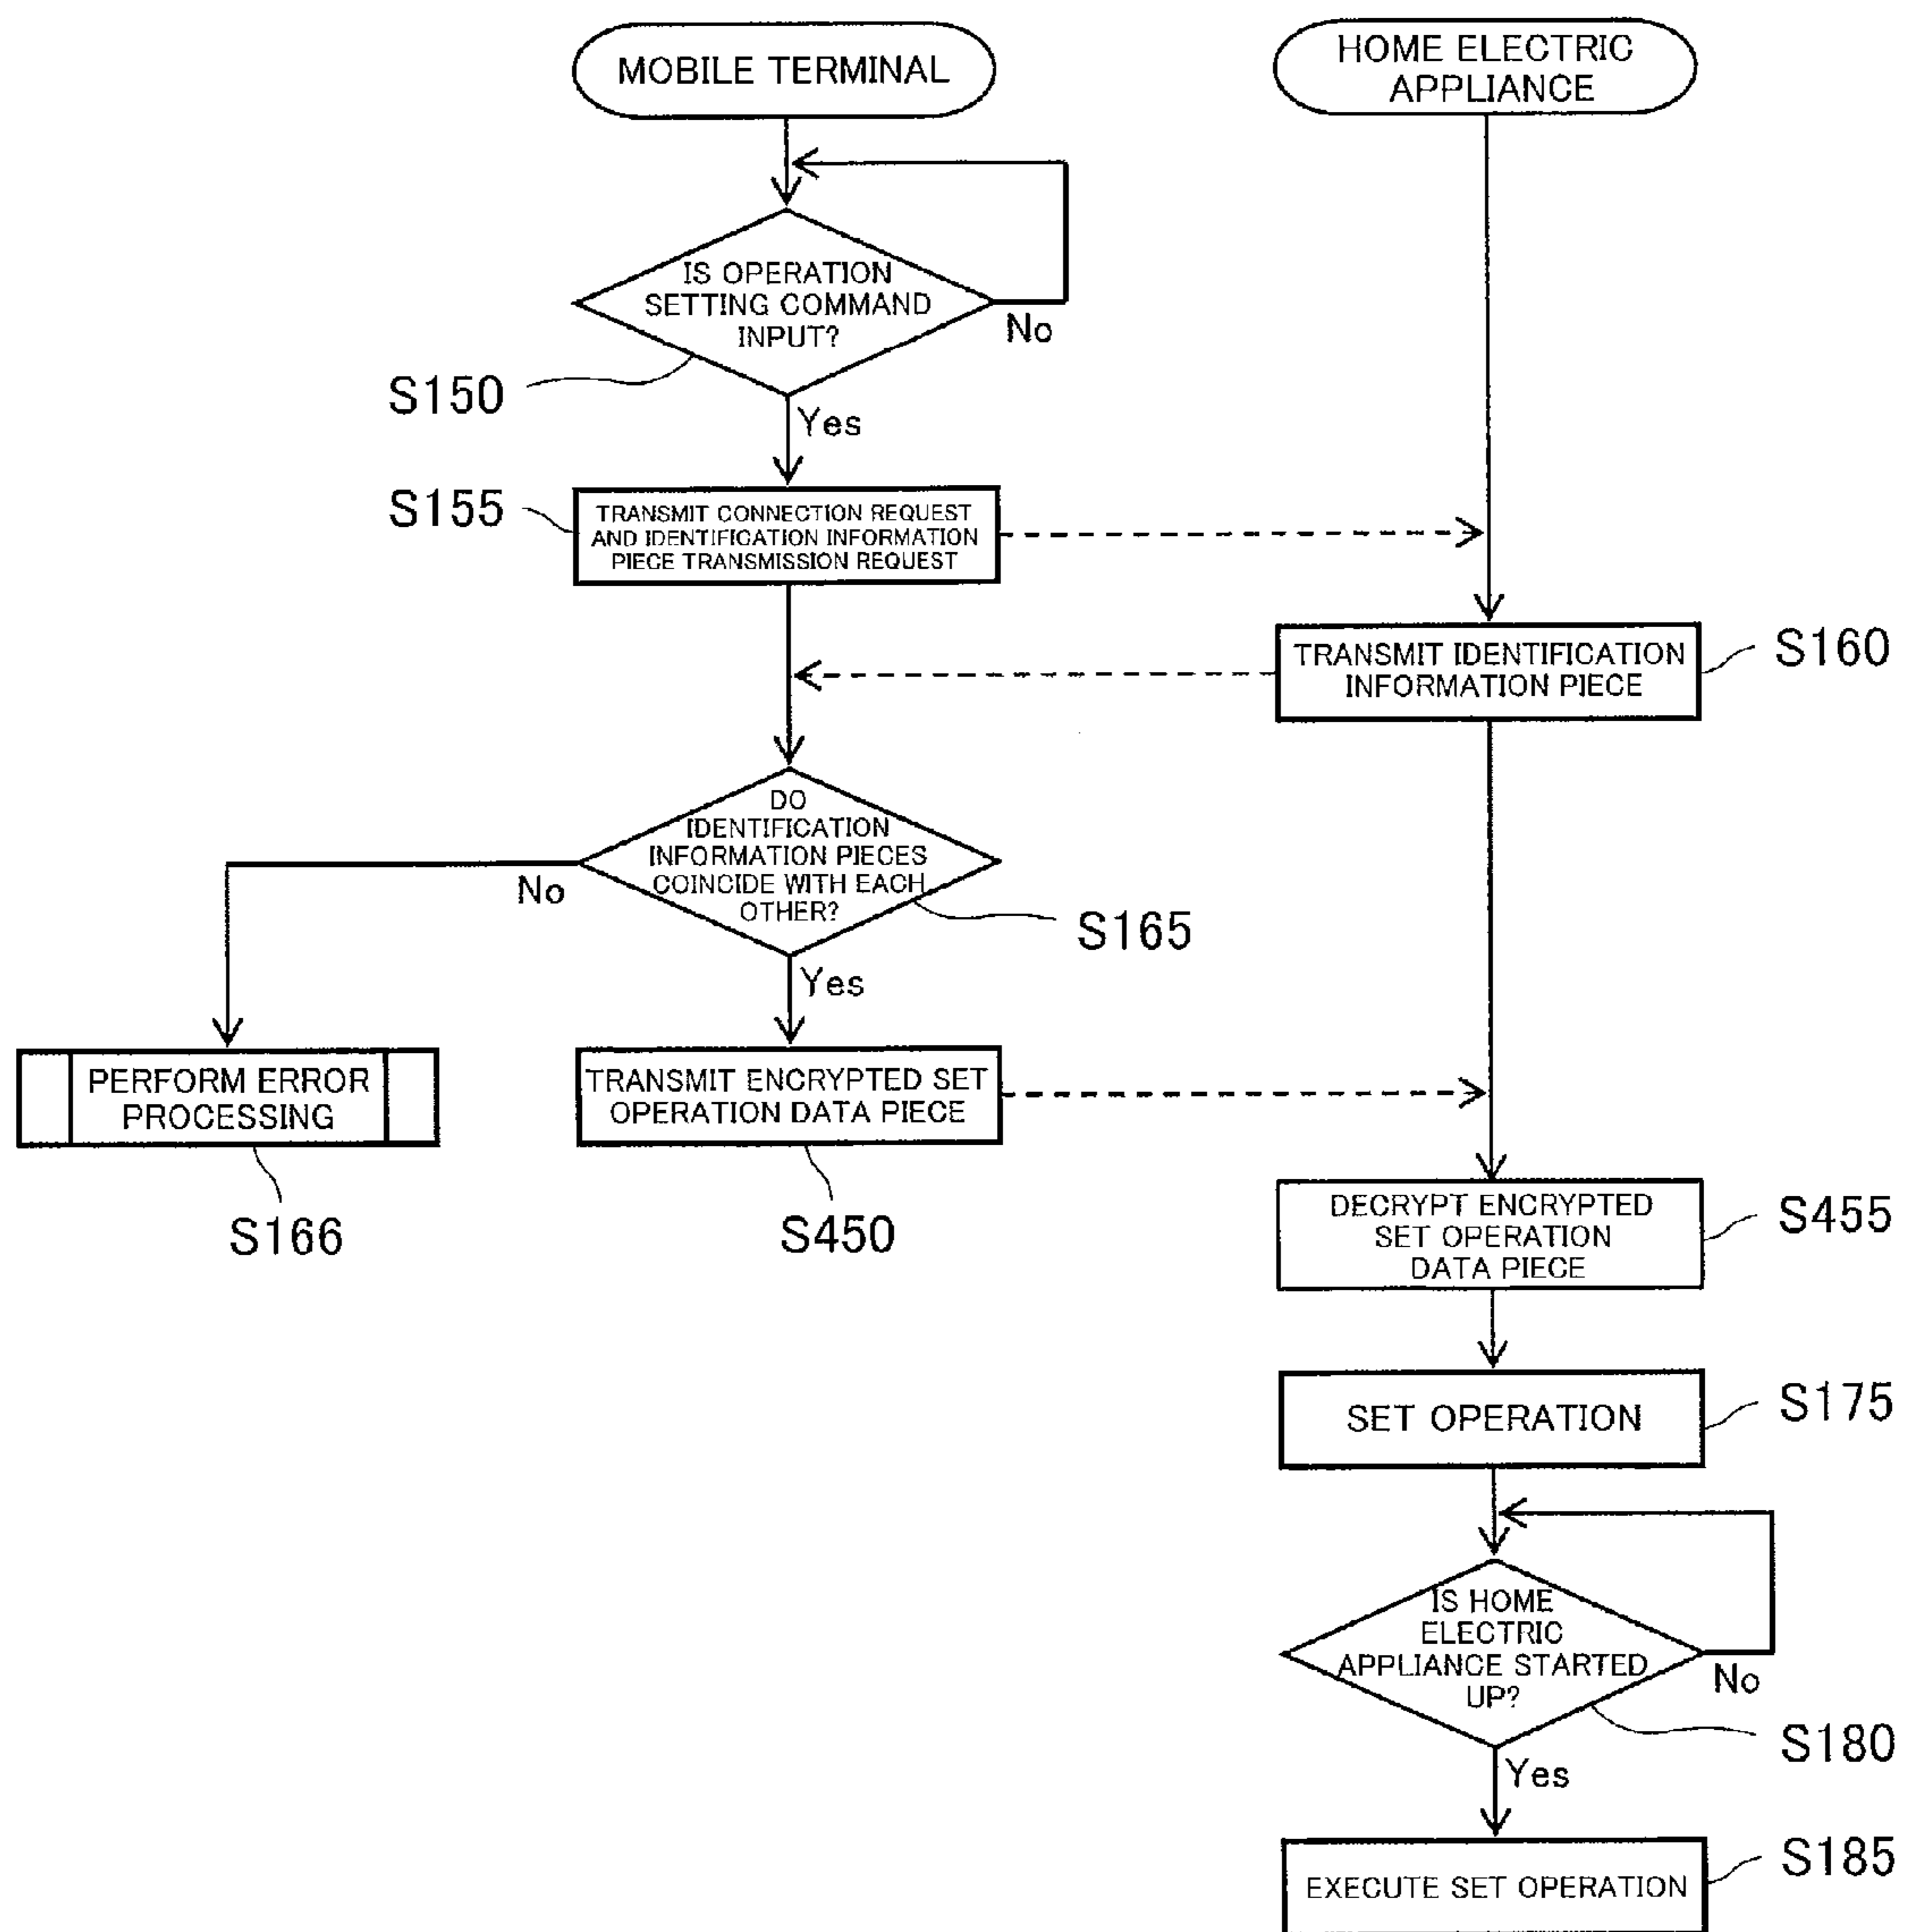 MOBILE TERMINAL
HOME ELECTRIC
APPLIANCE
IS OPERATION
SETTING COMMAND
INPUT?
No
S150
Yes
S155
TRANSMIT CONNECTION REQUEST
AND IDENTIFICATION INFORMATION
PIECE TRANSMISSION REQUEST
TRANSMIT IDENTIFICATION
INFORMATION PIECE
S160
DO
IDENTIFICATION
INFORMATION PIECES
COINCIDE WITH EACH
OTHER?
No
S165
Yes
PERFORM ERROR
PROCESSING
S166
TRANSMIT ENCRYPTED SET
OPERATION DATA PIECE
S450
DECRYPT ENCRYPTED
SET OPERATION
DATA PIECE
S455
SET OPERATION
S175
IS HOME
ELECTRIC
APPLIANCE STARTED
UP?
No
S180
Yes
EXECUTE SET OPERATION
S185